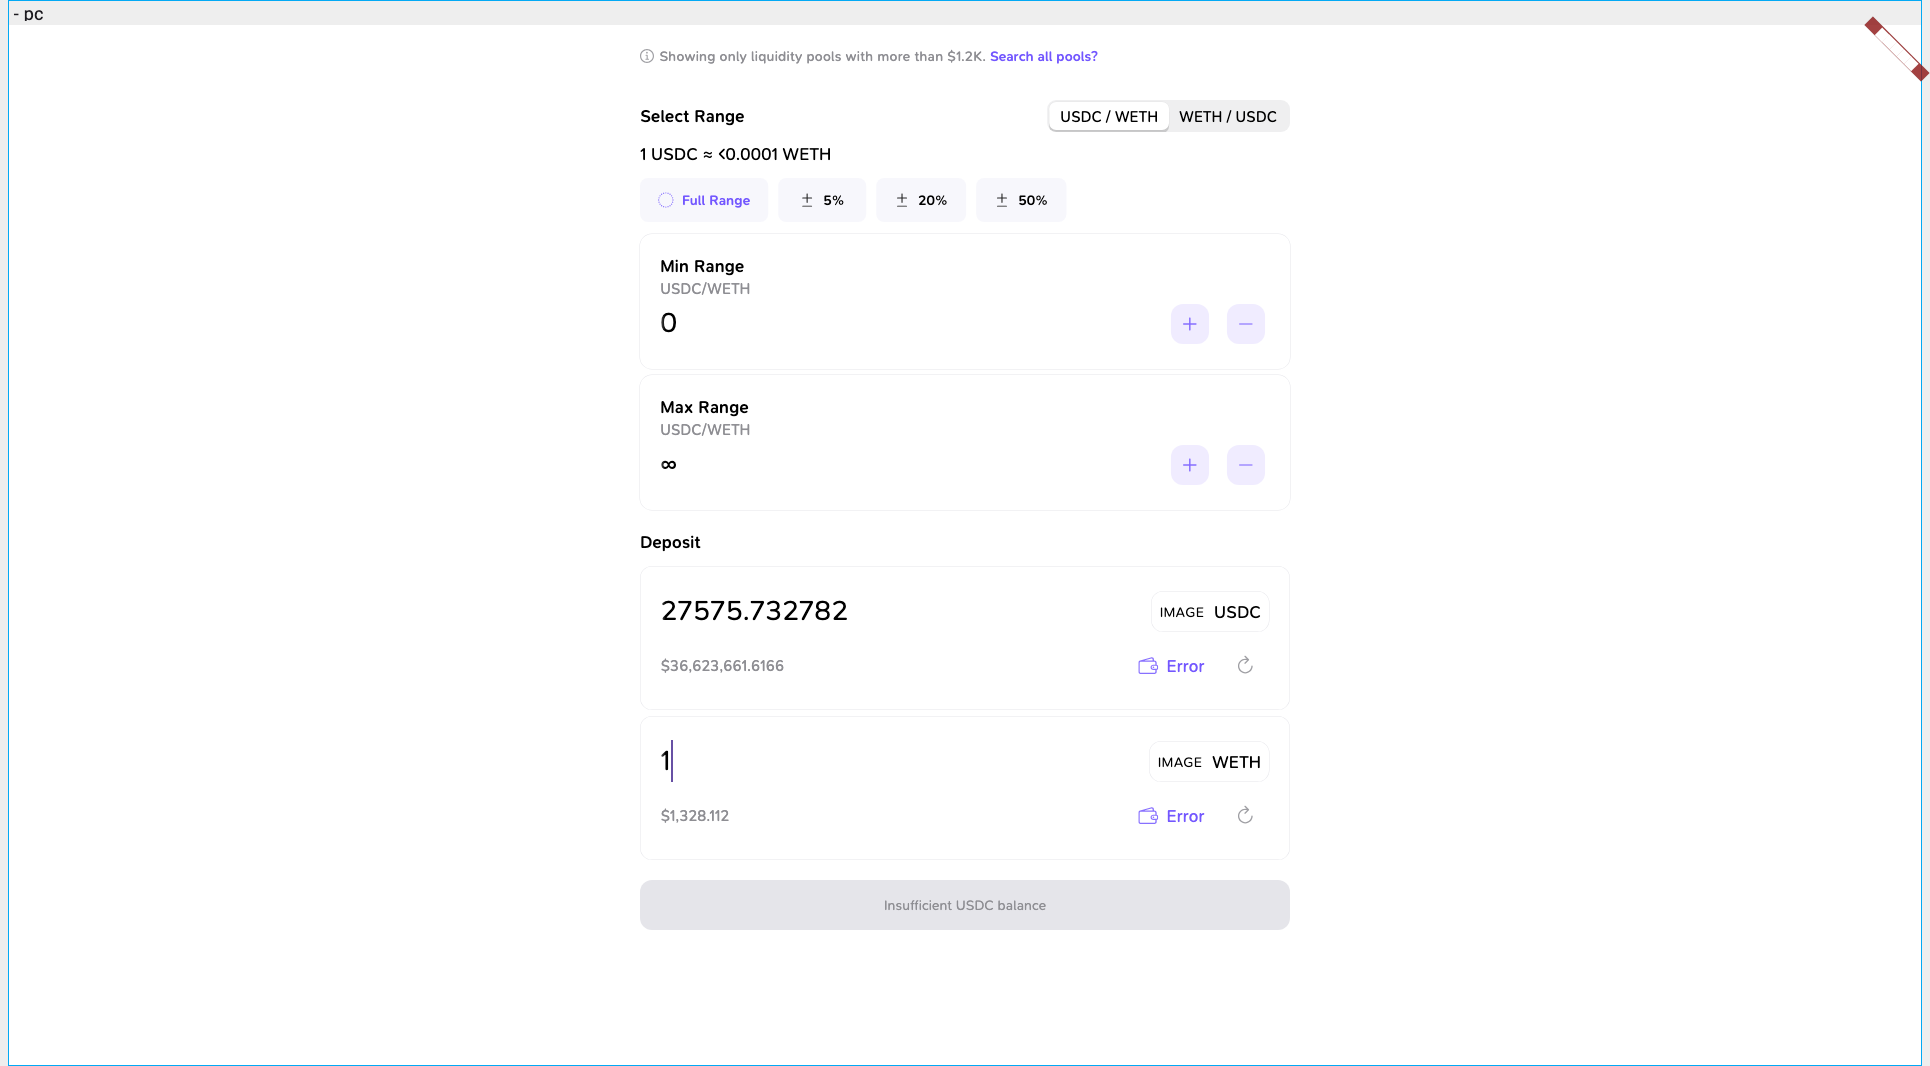 - pc
Showing only liquidity pools with more than $1.2K. Search all pools?
Select Range
USDC / WETH WETH / USDC
1 USDC ≈ <0.0001 WETH
Full Range ± 5% ± 20% ± 50%
Min Range
USDC/WETH
0
Max Range
USDC/WETH
∞
Deposit
27575.732782
IMAGE USDC
$36,623,661.6166
Error
1
IMAGE WETH
$1,328.112
Error
Insufficient USDC balance